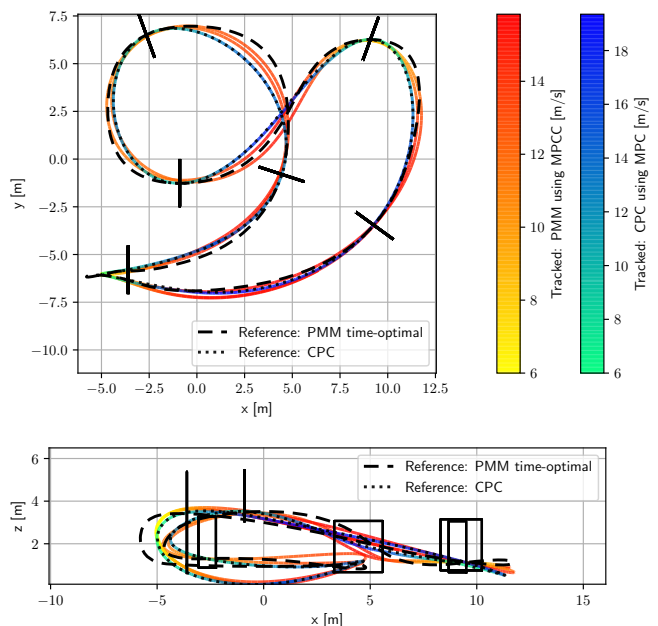 7.5
5.0
2.5
0.0
−2.5
−5.0
−7.5
−10.0
y [m]
−5.0 −2.5 0.0 2.5 5.0 7.5 10.0 12.5
x [m]
Reference: PMM time-optimal
Reference: CPC
14
12
10
8
6
Tracked: PMM using MPCC [m/s]
18
16
14
12
10
8
6
Tracked: CPC using MPC [m/s]
6
4
2
z [m]
−10 −5 0 5 10 15
x [m]
Reference: PMM time-optimal
Reference: CPC